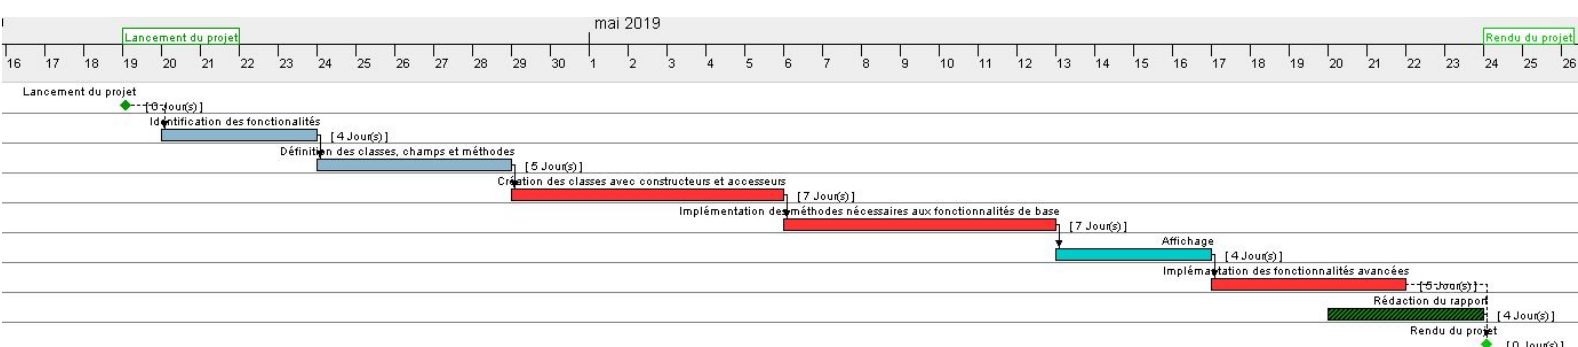 mai 2019
Lancement du projet
Rendu du projet
16 17 18 19 20 21 22 23 24 25 26 27 28 29 30 1 2 3 4 5 6 7 8 9 10 11 12 13 14 15 16 17 18 19 20 21 22 23 24 25 26
Lancement du projet
[0 Jour(s)]
Identification des fonctionalités
[4 Jour(s)]
Définition des classes, champs et méthodes
[5 Jour(s)]
Création des classes avec constructeurs et accesseurs
[7 Jour(s)]
Implémentation des méthodes nécessaires aux fonctionnalités de base
[7 Jour(s)]
Affichage
[4 Jour(s)]
Implémantation des fonctionnalités avancées
[5 Jour(s)]
Rédaction du rapport
[4 Jour(s)]
Rendu du projet
[0 Jour(s)]